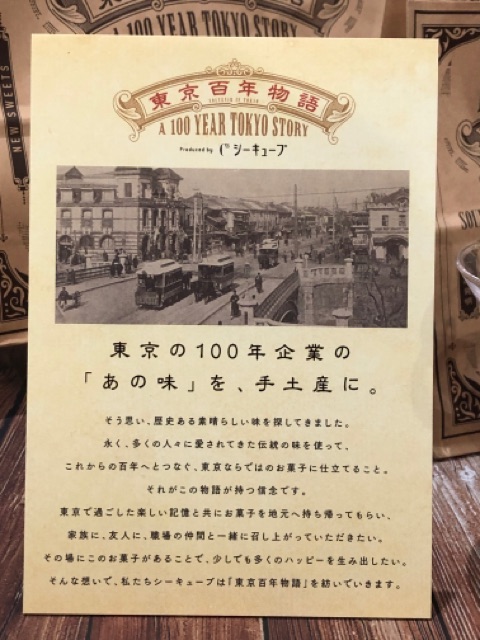 A 100 YEAR TOKYO STORY
NEW SWEETS
東京百年物語
A 100 YEAR TOKYO STORY
Produced by シーキューブ
東京の100年企業の
「あの味」を、手土産に。
そう思い、歴史ある素晴らしい味を探してきました。
永く、多くの人々に愛されてきた伝統の味を使って、
これからの百年へとつなぐ、東京ならではのお菓子に仕立てること。
それがこの物語が持つ信念です。
東京で過ごした楽しい記憶と共にお菓子を地元へ持ち帰ってもらい、
家族に、友人に、職場の仲間と一緒に召し上がっていただきたい。
その場にこのお菓子があることで、少しでも多くのハッピーを生み出したい。
そんな想いで、私たちシーキューブは「東京百年物語」を紡いでいきます。